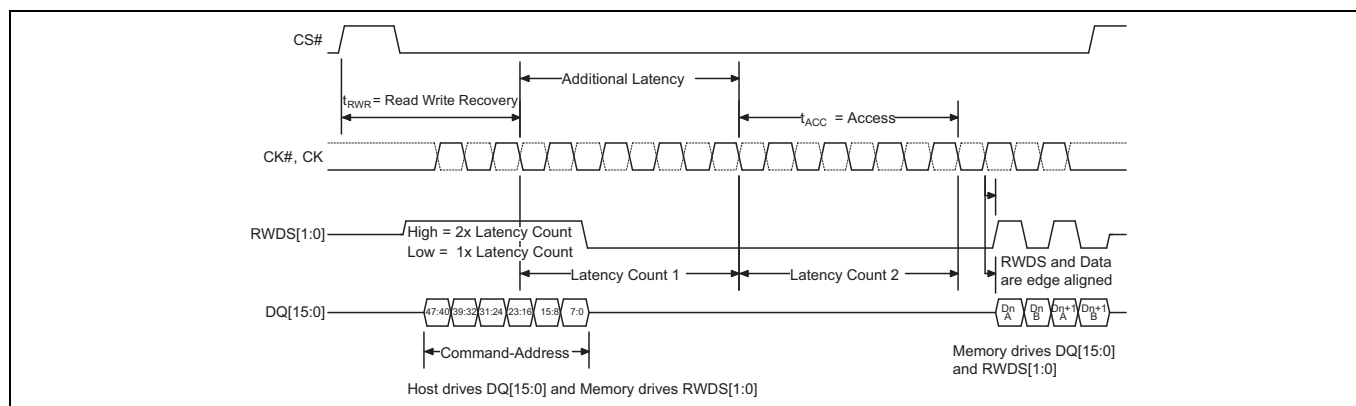 CS#
Additional Latency
tRWR = Read Write Recovery
tACC = Access
CK#, CK
RWDS[1:0]
High = 2x Latency Count
Low = 1x Latency Count
RWDS and Data
are edge aligned
Latency Count 1
Latency Count 2
DQ[15:0]
47:40 39:32 31:24 23:16 15:8 7:0
Dn A
Dn B
Dn+1 A
Dn+1 B
Command-Address
Memory drives DQ[15:0]
and RWDS[1:0]
Host drives DQ[15:0] and Memory drives RWDS[1:0]